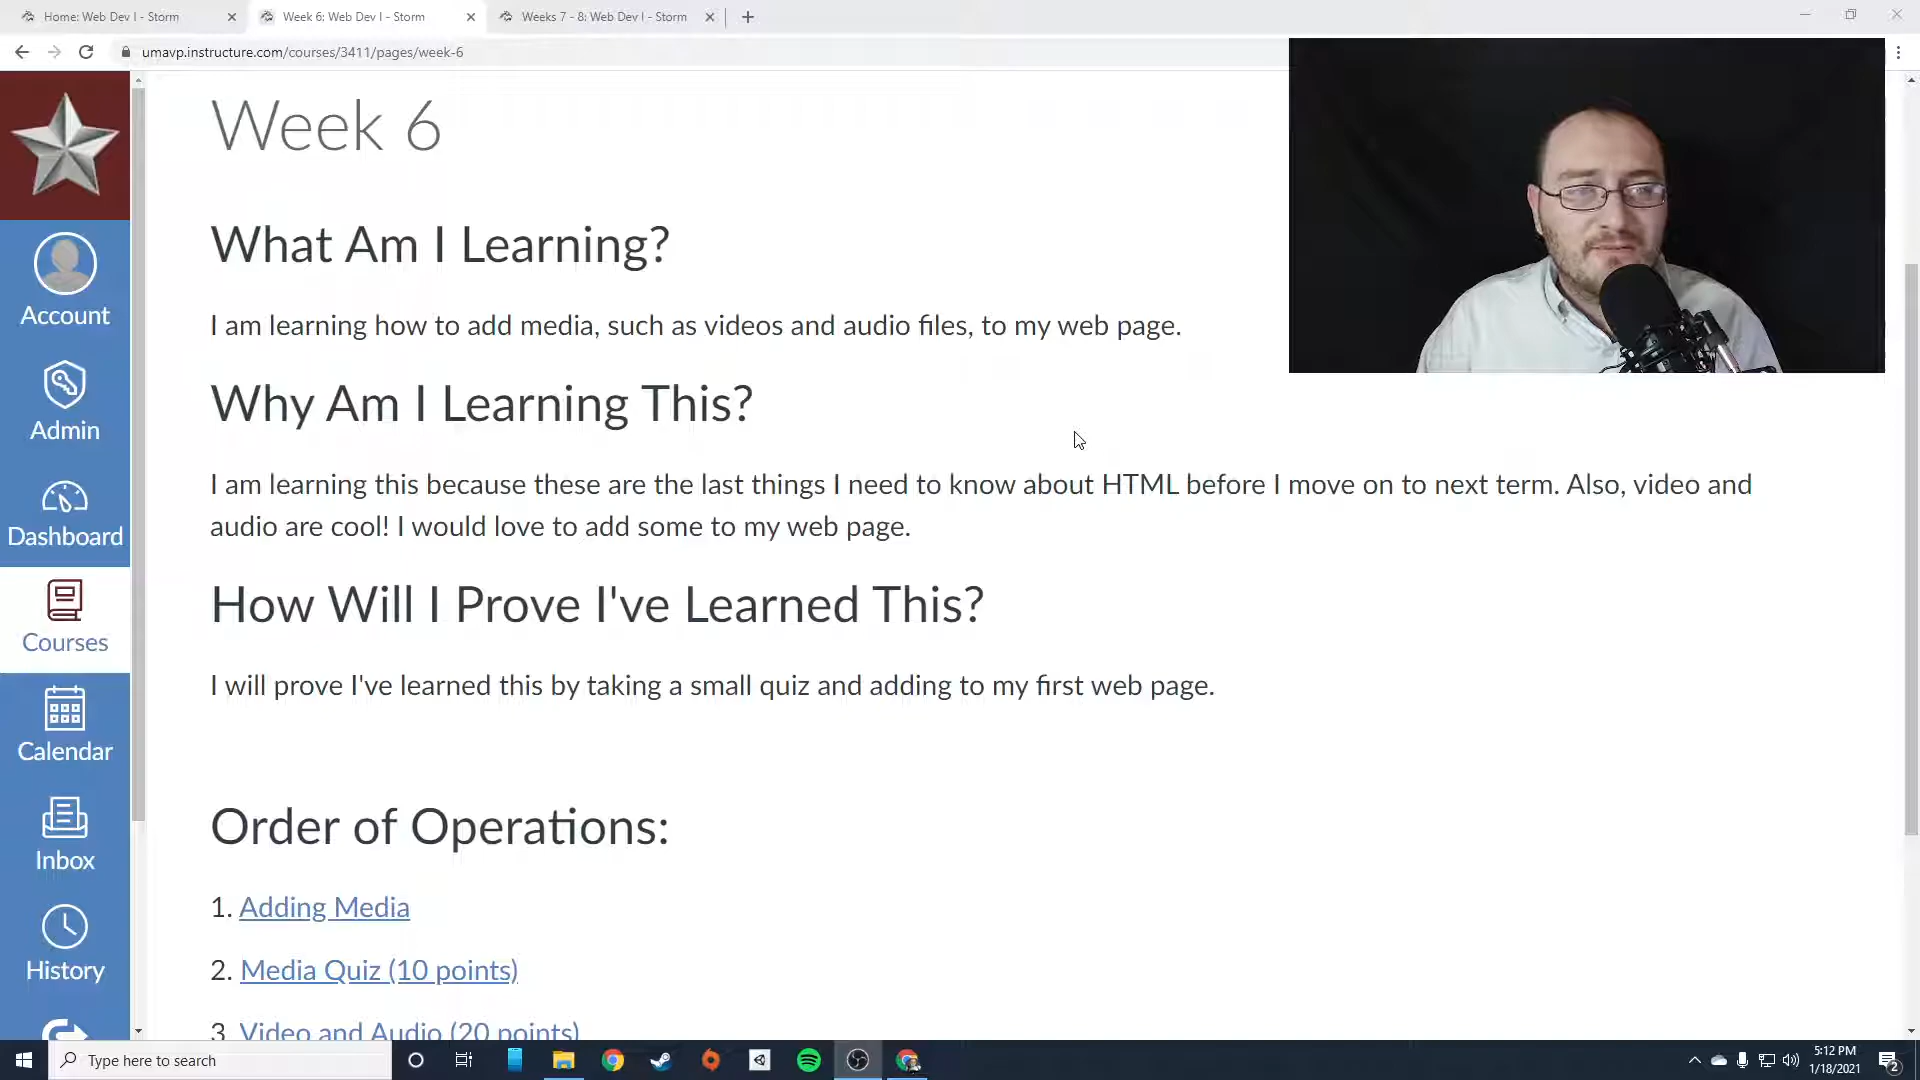 Home: Web Dev I - Storm
Week 6: Web Dev I - Storm
Weeks 7 - 8: Web Dev I - Storm
umavp.instructure.com/courses/3411/pages/week-6
Week 6
What Am I Learning?
I am learning how to add media, such as videos and audio files, to my web page.
Why Am I Learning This?
I am learning this because these are the last things I need to know about HTML before I move on to next term. Also, video and
audio are cool! I would love to add some to my web page.
How Will I Prove I've Learned This?
I will prove I've learned this by taking a small quiz and adding to my first web page.
Order of Operations:
1. Adding Media
2. Media Quiz (10 points)
3. Video and Audio (20 points)
Account
Admin
Dashboard
Courses
Calendar
Inbox
History
Type here to search
5:12 PM
1/18/2021
2